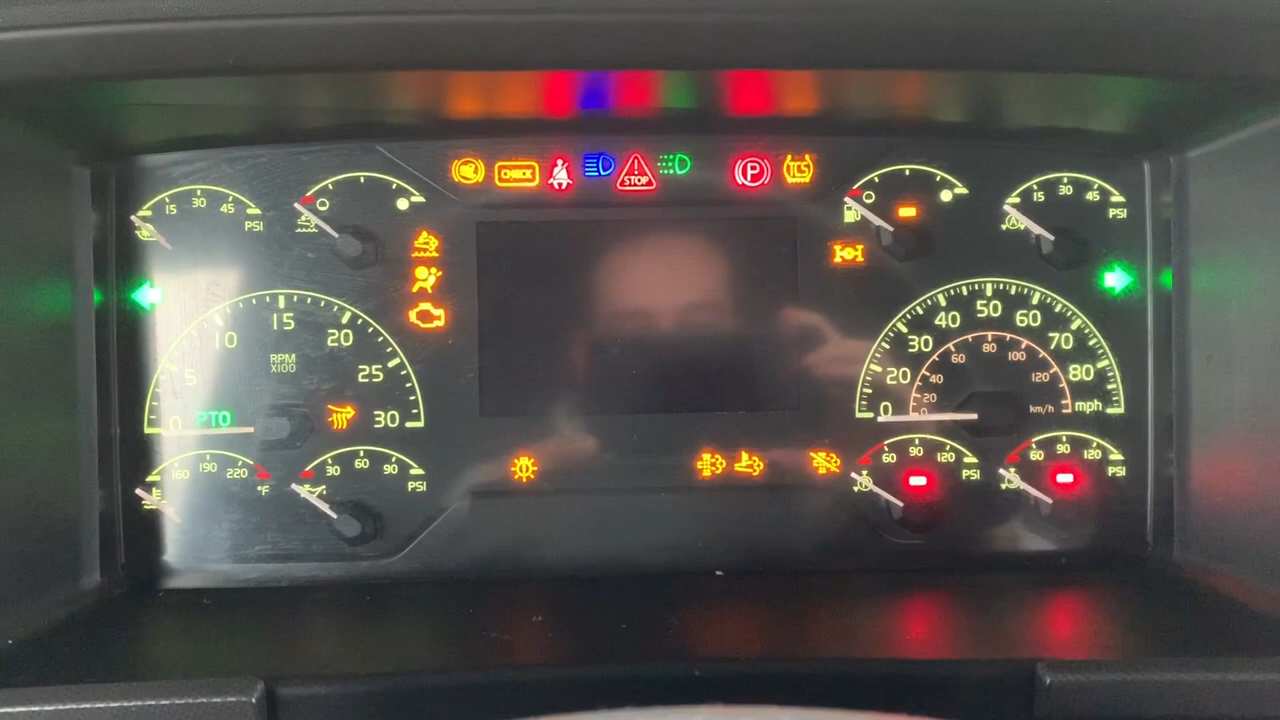 CHECK
STOP
P
TCS
15 30 45
PSI
A
15 30 45
PSI
5 10 15 20 25 30
0
RPM
X100
PTO
0 20 30 40 50 60 70 80
mph
0 20 40 60 80 100 120
km/h
160 190 220
°F
30 60 90
PSI
60 90 120
PSI
60 90 120
PSI